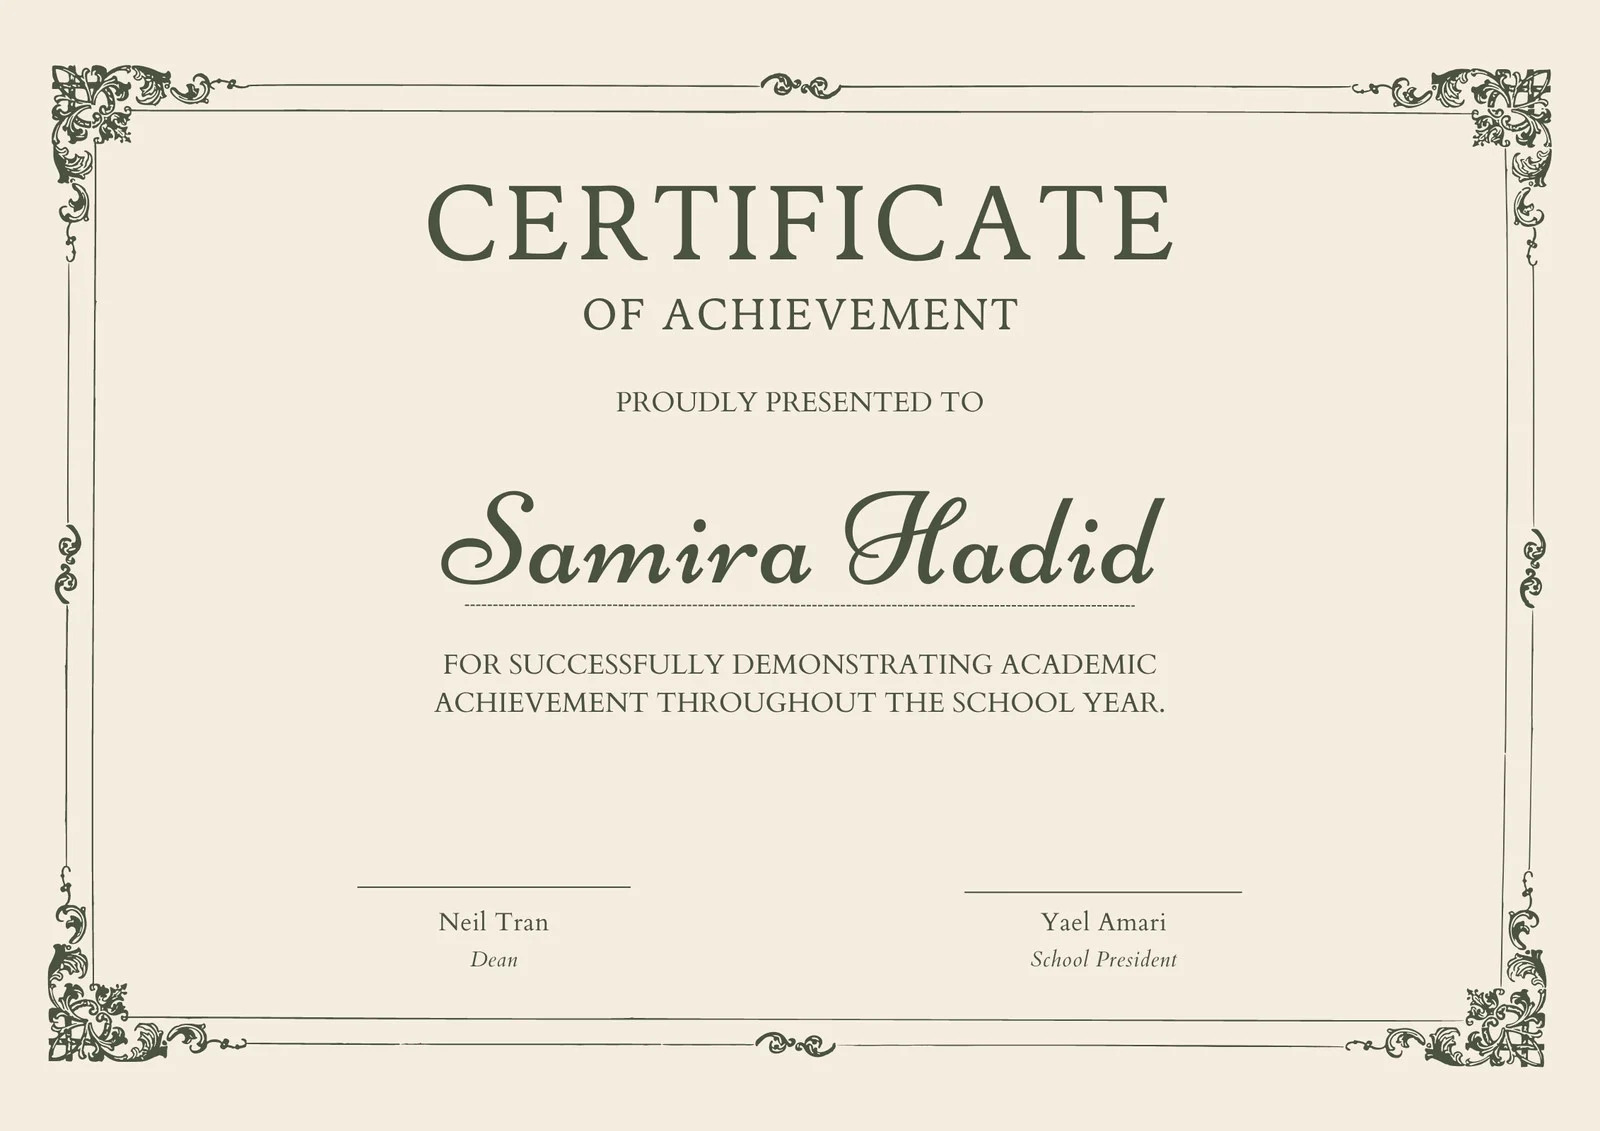 CERTIFICATE
OF ACHIEVEMENT
PROUDLY PRESENTED TO
Samira Hadid
FOR SUCCESSFULLY DEMONSTRATING ACADEMIC
ACHIEVEMENT THROUGHOUT THE SCHOOL YEAR.
Neil Tran
Dean
Yael Amari
School President